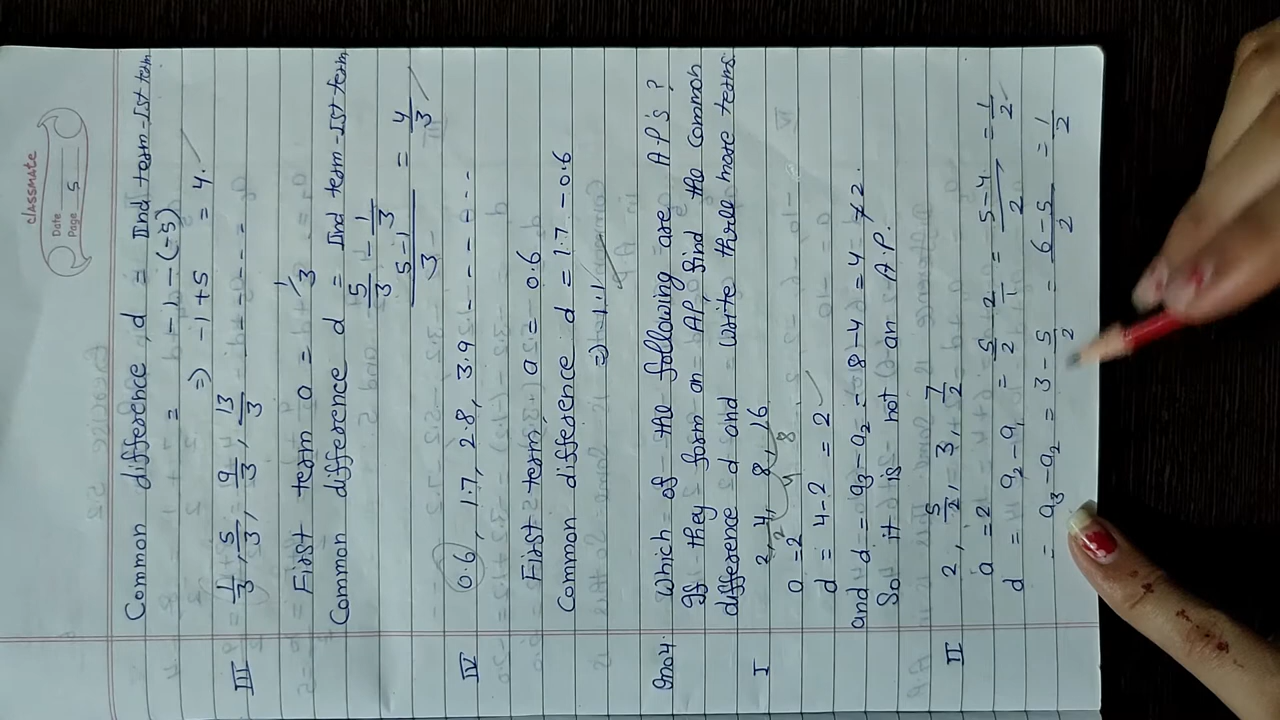 classmate
Date
Page 5
Common difference, d = IInd term - Ist term
= -1 - (-5)
=> -1 + 5 = 4.
III 1/3, 5/3, 9/3, 13/3 - - - -
First term a = 1/3
Common difference d = IInd term - Ist term
5/3 - 1/3
5-1/3 = 4/3
IV 0.6, 1.7, 2.8, 3.9 - - - - - -
First term, a = 0.6
Common difference d = 1.7 - 0.6
=> 1.1
Qno4. Which of the following are A.P's ?
If they form an AP, find the common
difference d and write three more terms.
I 2, 4, 8, 16
2 4 8
a = 2
d = 4-2 = 2
and d = a3 - a2 = 8 - 4 = 4 ≠ 2.
So it is not an A.P.
II 2, 5/2, 3, 7/2
a = 2
d = a2 - a1 = 5/2 - 2/1 = 5-4/2 = 1/2
= a3 - a2 = 3 - 5/2 = 6-5/2 = 1/2